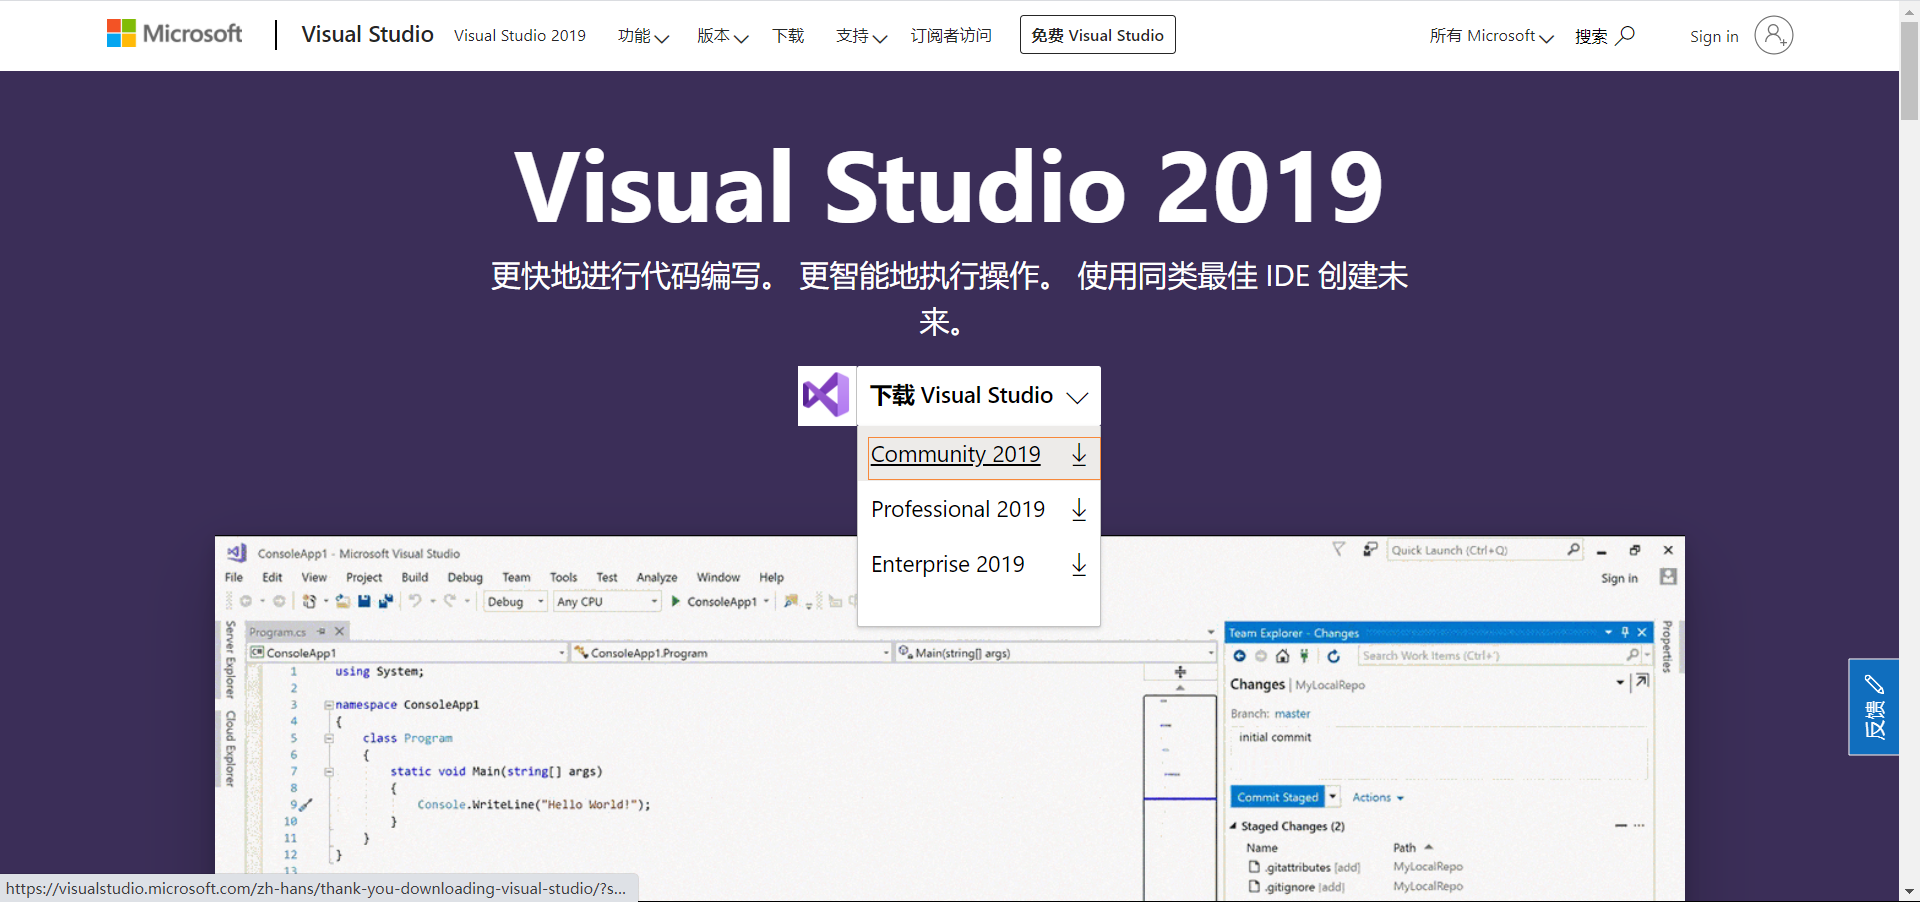 Microsoft
Visual Studio
Visual Studio 2019
功能
版本
下载
支持
订阅者访问
免费 Visual Studio
所有 Microsoft
搜索
Sign in
Visual Studio 2019
更快地进行代码编写。 更智能地执行操作。 使用同类最佳 IDE 创建未
来。
下载 Visual Studio
Community 2019
Professional 2019
Enterprise 2019
ConsoleApp1 - Microsoft Visual Studio
Quick Launch (Ctrl+Q)
File Edit View Project Build Debug Team Tools Test Analyze Window Help
Sign in
Debug
Any CPU
ConsoleApp1
Server Explorer
Cloud Explorer
Program.cs
C# ConsoleApp1
ConsoleApp1.Program
Main(string[] args)
1 using System;
2
3 namespace ConsoleApp1
4 {
5 class Program
6 {
7 static void Main(string[] args)
8 {
9 Console.WriteLine("Hello World!");
10 }
11 }
12 }
13
Team Explorer - Changes
Properties
Search Work Items (Ctrl+')
Changes | MyLocalRepo
Branch: master
initial commit
Commit Staged
Actions
Staged Changes (2)
Name Path
.gitattributes [add] MyLocalRepo
.gitignore [add] MyLocalRepo
反馈
https://visualstudio.microsoft.com/zh-hans/thank-you-downloading-visual-studio/?s...